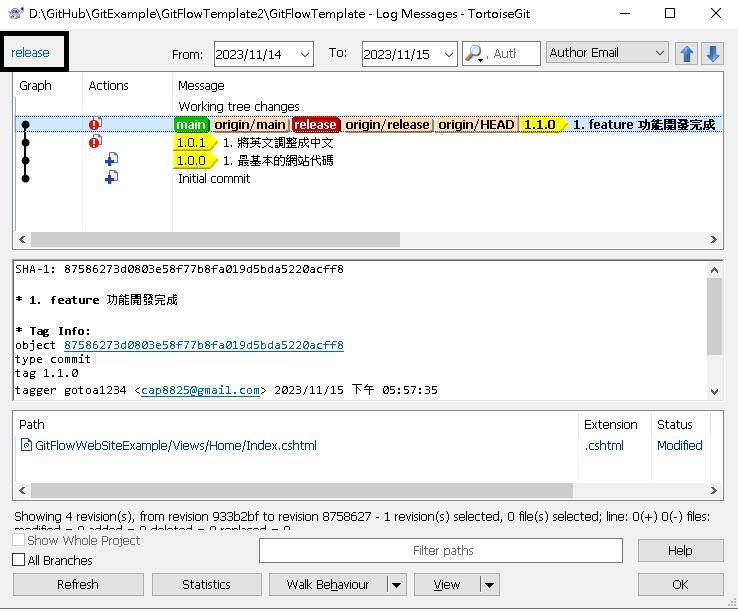 D:\GitHub\GitExample\GitFlowTemplate2\GitFlowTemplate - Log Messages - TortoiseGit
release From: 2023/11/14 To: 2023/11/15 , Auth Author Email
Graph Actions Message
Working tree changes
main origin/main release origin/release origin/HEAD 1.1.0 1. feature 功能開發完成
1.0.1 1. 將英文調整成中文
1.0.0 1. 最基本的網站代碼
Initial commit
SHA-1: 87586273d0803e58f77b8fa019d5bda5220acff8
* 1. feature 功能開發完成
* Tag Info:
object 87586273d0803e58f77b8fa019d5bda5220acff8
type commit
tag 1.1.0
tagger gotoa1234 <cap8825@gmail.com> 2023/11/15 下午 05:57:35
Path Extension Status
GitFlowWebSiteExample/Views/Home/Index.cshtml .cshtml Modified
Showing 4 revision(s), from revision 933b2bf to revision 8758627 - 1 revision(s) selected, 0 file(s) selected; line: 0(+) 0(-) files:
modified = 0 added = 0 deleted = 0 replaced = 0
Show Whole Project
All Branches
Filter paths
Help
Refresh Statistics Walk Behaviour View OK